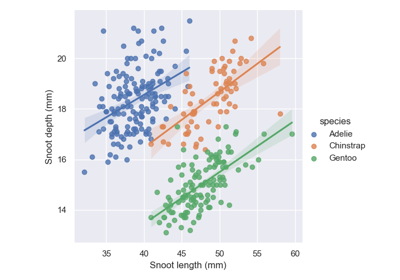 20
18
16
14
Snoot depth (mm)
35 40 45 50 55 60
Snoot length (mm)
species
Adelie
Chinstrap
Gentoo